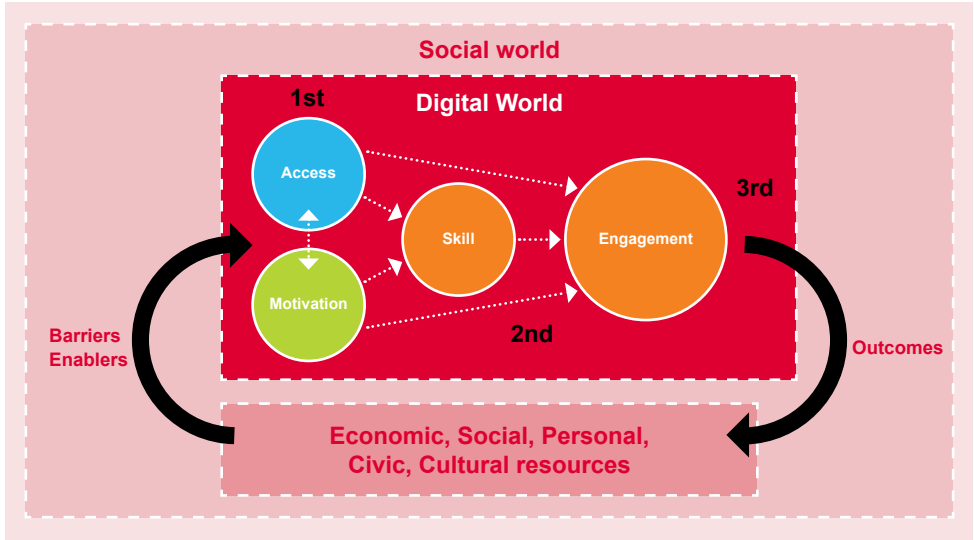 Social world
Digital World
1st
Access
3rd
Skill
Engagement
Motivation
2nd
Barriers
Enablers
Outcomes
Economic, Social, Personal,
Civic, Cultural resources